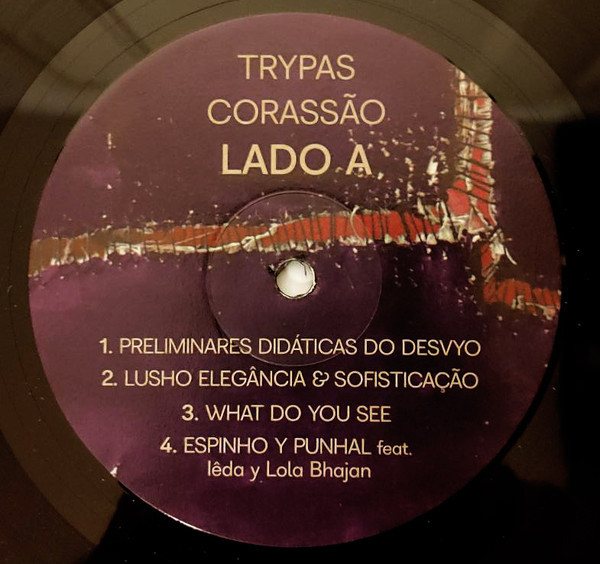 TRYPAS
CORASSÃO
LADO A
1. PRELIMINARES DIDÁTICAS DO DESVYO
2. LUSHO ELEGÂNCIA & SOFISTICAÇÃO
3. WHAT DO YOU SEE
4. ESPINHO Y PUNHAL feat.
Iêda y Lola Bhajan